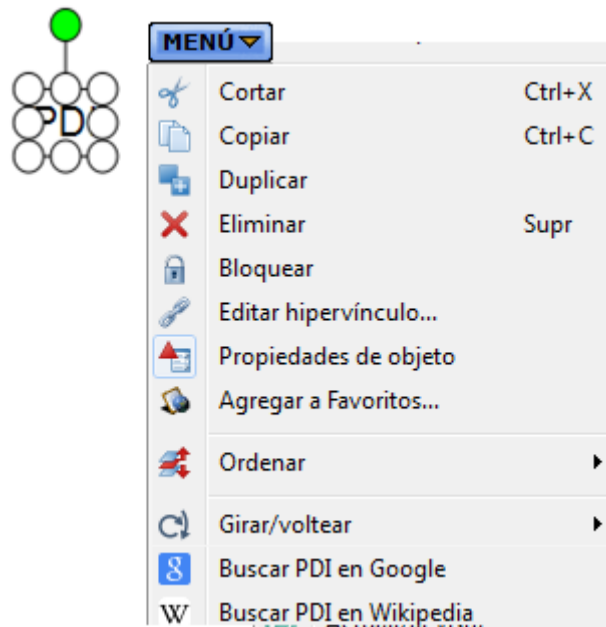 PDI
MENÚ
Cortar Ctrl+X
Copiar Ctrl+C
Duplicar
Eliminar Supr
Bloquear
Editar hipervínculo...
Propiedades de objeto
Agregar a Favoritos...
Ordenar
Girar/voltear
Buscar PDI en Google
Buscar PDI en Wikipedia